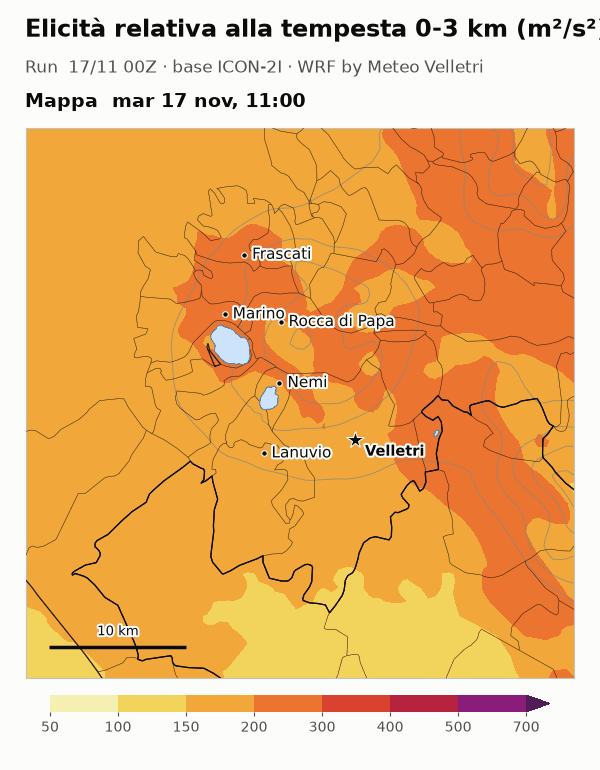 Elicità relativa alla tempesta 0-3 km (m²/s²)
Run 17/11 00Z · base ICON-2I · WRF by Meteo Velletri
Mappa mar 17 nov, 11:00
Frascati
Marino
Rocca di Papa
Nemi
Velletri
Lanuvio
10 km
50 100 150 200 300 400 500 700